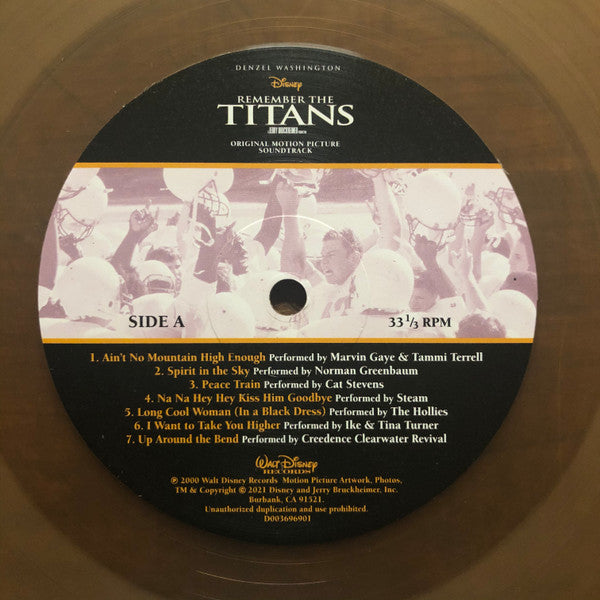 DENZEL WASHINGTON
Disney
REMEMBER THE
TITANS
A JERRY BRUCKHEIMER PRODUCTION
ORIGINAL MOTION PICTURE
SOUNDTRACK
SIDE A
33 1/3 RPM
1. Ain't No Mountain High Enough Performed by Marvin Gaye & Tammi Terrell
2. Spirit in the Sky Performed by Norman Greenbaum
3. Peace Train Performed by Cat Stevens
4. Na Na Hey Hey Kiss Him Goodbye Performed by Steam
5. Long Cool Woman (In a Black Dress) Performed by The Hollies
6. I Want to Take You Higher Performed by Ike & Tina Turner
7. Up Around the Bend Performed by Creedence Clearwater Revival
Walt Disney
RECORDS
℗ 2000 Walt Disney Records Motion Picture Artwork, Photos,
TM & Copyright © 2021 Disney and Jerry Bruckheimer, Inc.
Burbank, CA 91521.
Unauthorized duplication and use prohibited.
D003696901